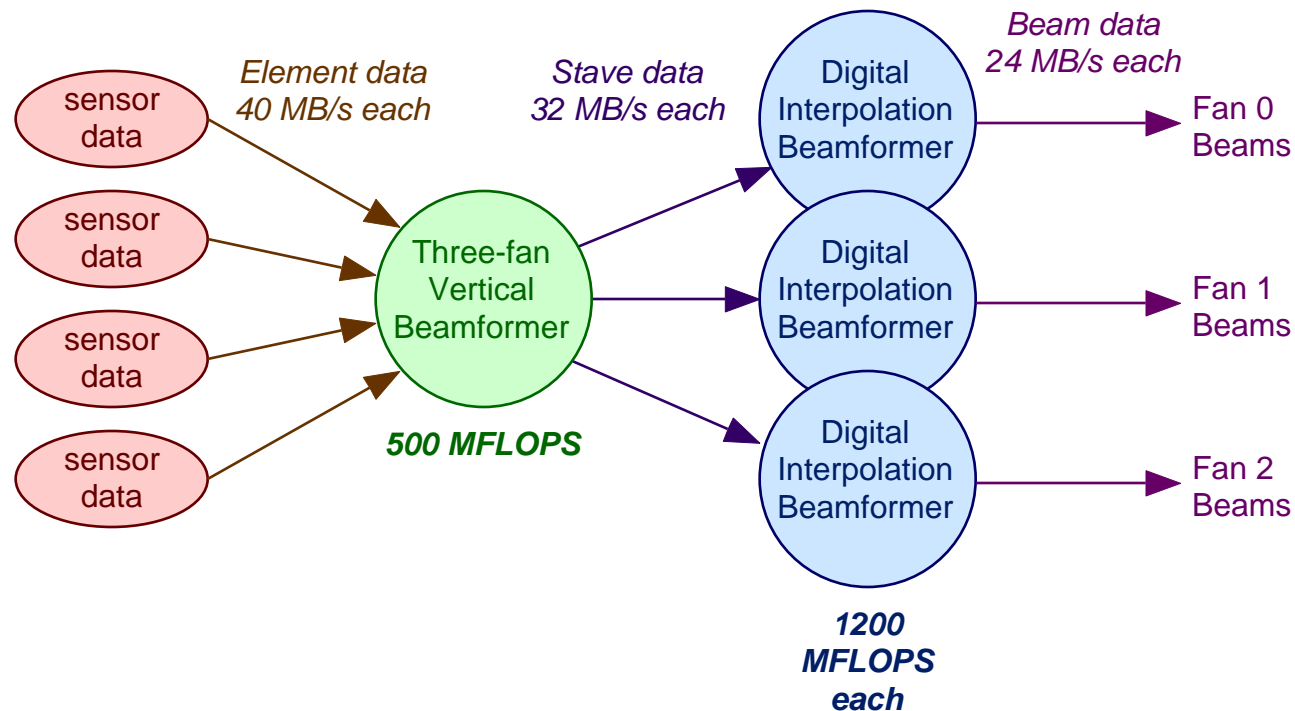 sensor
data
sensor
data
sensor
data
sensor
data
Element data
40 MB/s each
Three-fan
Vertical
Beamformer
500 MFLOPS
Stave data
32 MB/s each
Digital
Interpolation
Beamformer
Digital
Interpolation
Beamformer
Digital
Interpolation
Beamformer
1200
MFLOPS
each
Beam data
24 MB/s each
Fan 0
Beams
Fan 1
Beams
Fan 2
Beams